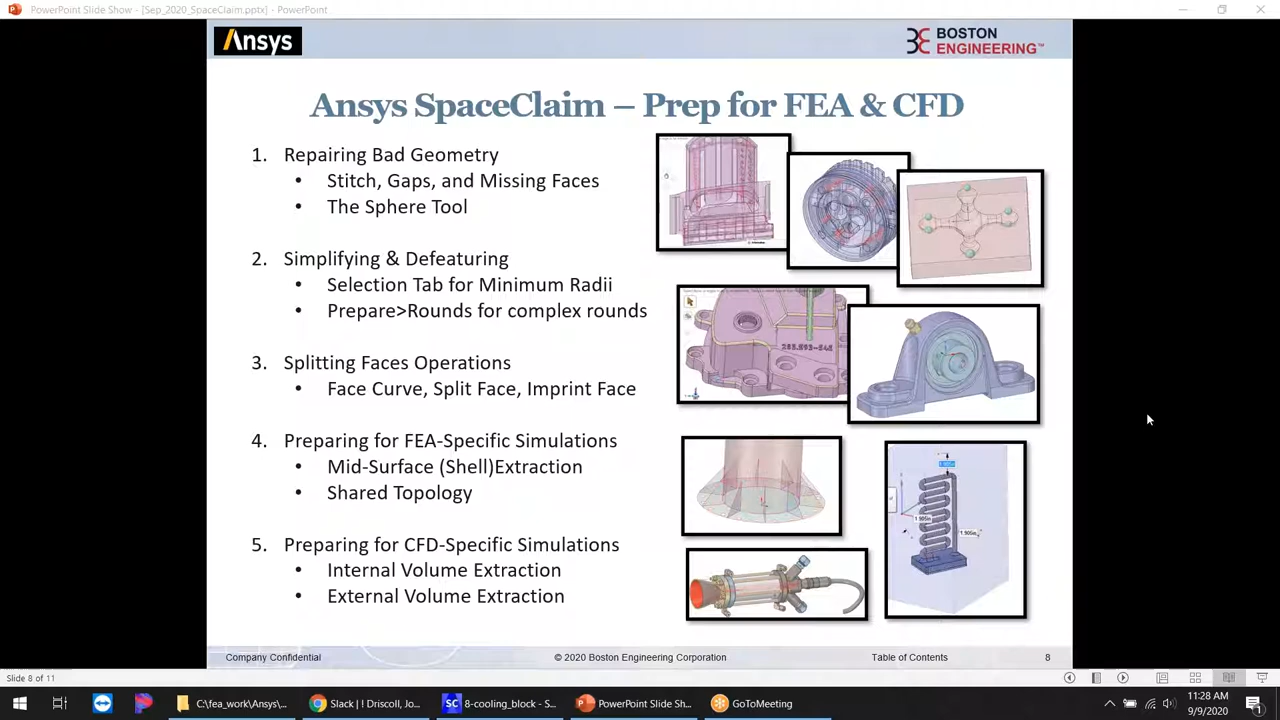 PowerPoint Slide Show - [Sep_2020_SpaceClaim.pptx] - PowerPoint
Ansys
BOSTON
ENGINEERING™
Ansys SpaceClaim – Prep for FEA & CFD
1. Repairing Bad Geometry
• Stitch, Gaps, and Missing Faces
• The Sphere Tool
2. Simplifying & Defeaturing
• Selection Tab for Minimum Radii
• Prepare>Rounds for complex rounds
3. Splitting Faces Operations
• Face Curve, Split Face, Imprint Face
4. Preparing for FEA-Specific Simulations
• Mid-Surface (Shell)Extraction
• Shared Topology
5. Preparing for CFD-Specific Simulations
• Internal Volume Extraction
• External Volume Extraction
Company Confidential
© 2020 Boston Engineering Corporation
Table of Contents
8
Slide 8 of 11
C:\fea_work\Ansys\...
Slack | ! Driscoll, Jo...
SC 8-cooling_block - S...
PowerPoint Slide Sh...
GoToMeeting
11:28 AM
9/9/2020